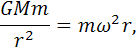 GMm/r² = mω²r,